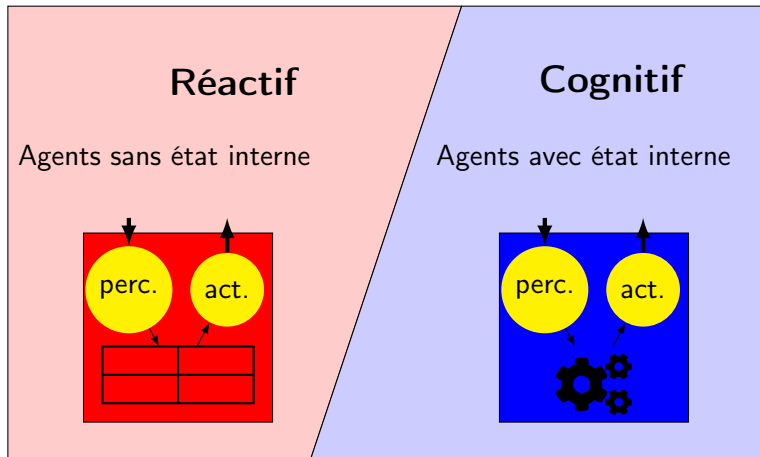 Réactif
Agents sans état interne
perc.
act.
Cognitif
Agents avec état interne
perc.
act.